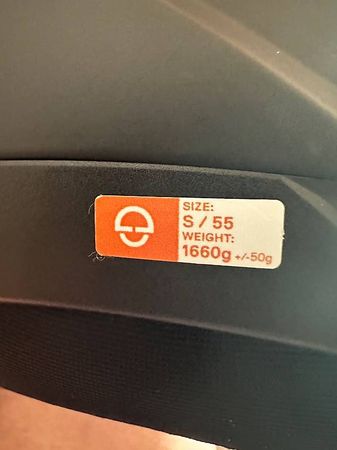 SIZE:
S / 55
WEIGHT:
1660g +/-50g